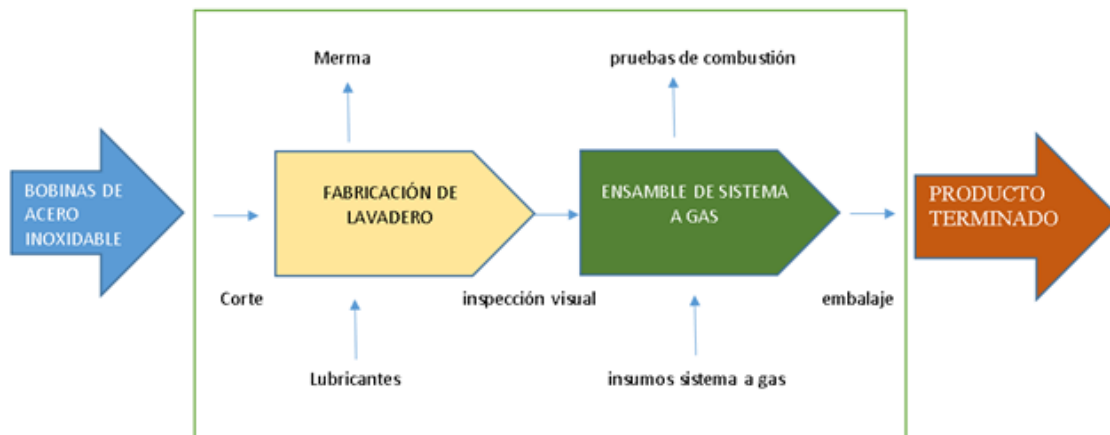 Merma
pruebas de combustión
BOBINAS DE
ACERO
INOXIDABLE
FABRICACIÓN DE
LAVADERO
ENSAMBLE DE SISTEMA
A GAS
PRODUCTO
TERMINADO
Corte
inspección visual
embalaje
Lubricantes
insumos sistema a gas